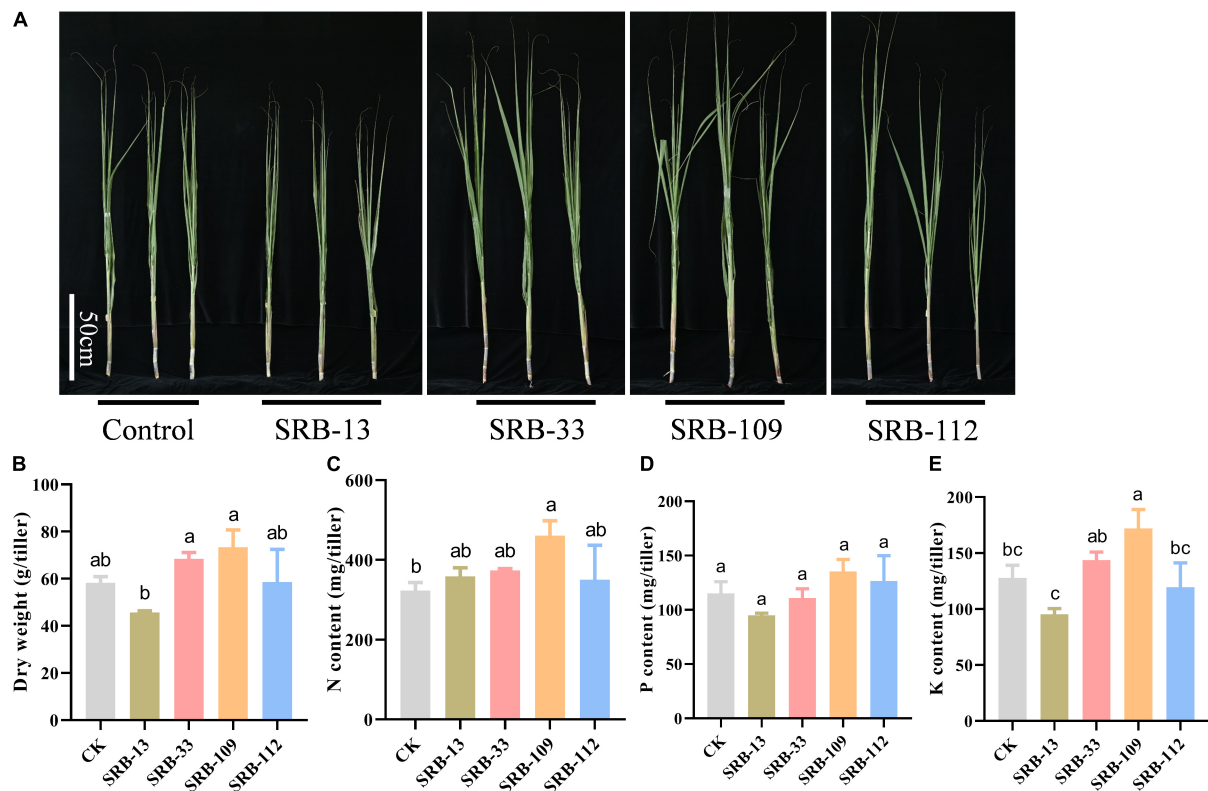 A
50cm
Control SRB-13 SRB-33 SRB-109 SRB-112
B
Dry weight (g/tiller)
100
80
60
40
20
0
ab b a a ab
CK SRB-13 SRB-33 SRB-109 SRB-112
C
N content (mg/tiller)
600
400
200
0
b ab ab a ab
CK SRB-13 SRB-33 SRB-109 SRB-112
D
P content (mg/tiller)
200
150
100
50
0
a a a a a
CK SRB-13 SRB-33 SRB-109 SRB-112
E
K content (mg/tiller)
200
150
100
50
0
bc c ab a bc
CK SRB-13 SRB-33 SRB-109 SRB-112